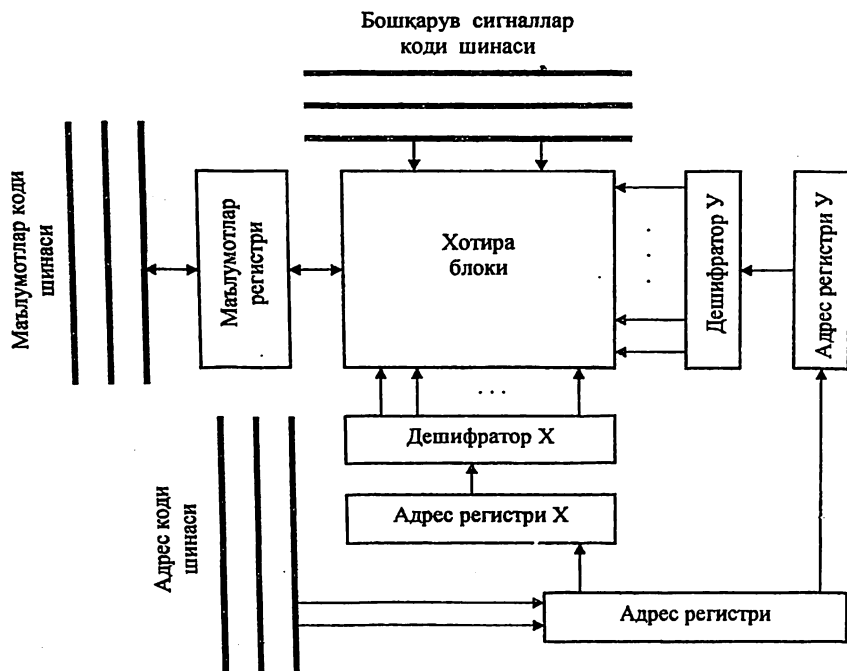 Бошқарув сигналлар
коди шинаси
Маълумотлар коди
шинаси
Маълумотлар
регистри
Хотира
блоки
Дешифратор У
Адрес регистри У
Дешифратор Х
Адрес регистри Х
Адрес коди
шинаси
Адрес регистри